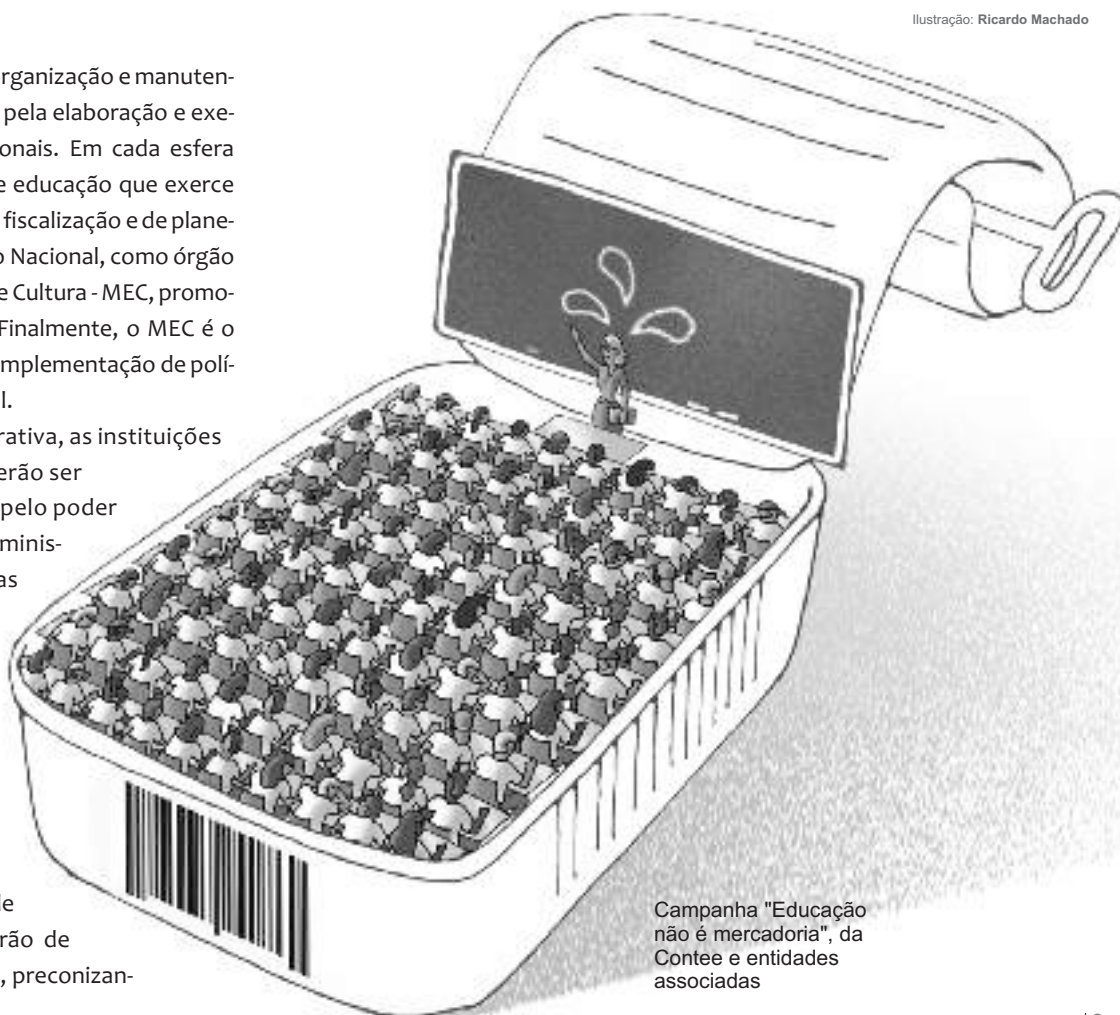 Ilustração: Ricardo Machado
organização e manuten-
pela elaboração e exe-
onais. Em cada esfera
e educação que exerce
fiscalização e de plane-
o Nacional, como órgão
e Cultura - MEC, promo-
Finalmente, o MEC é o
mplementação de polí-
l.
rativa, as instituições
erão ser
pelo poder
minis-
as
le
rão de
, preconizan-
Campanha "Educação
não é mercadoria", da
Contee e entidades
associadas